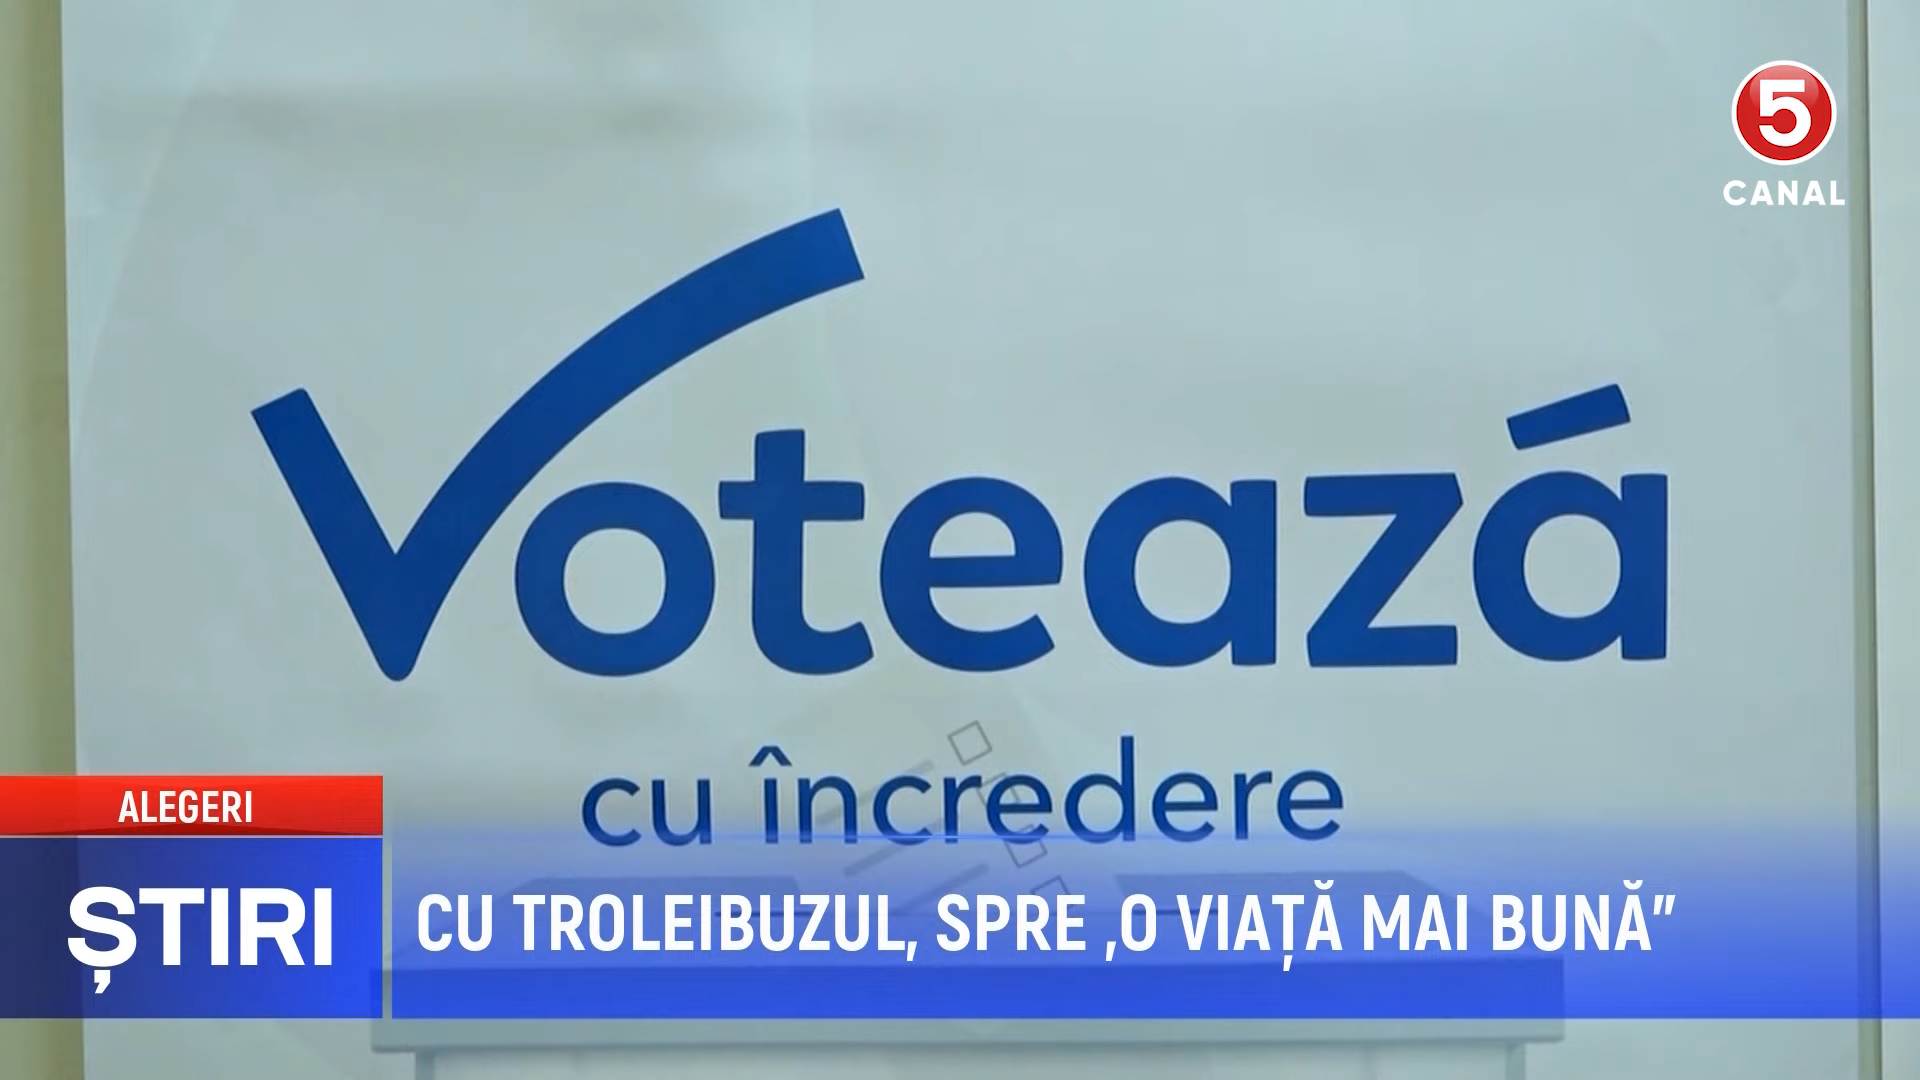 5
CANAL
Votează
cu încredere
ALEGERI
ȘTIRI
CU TROLEIBUZUL, SPRE ,O VIAȚĂ MAI BUNĂ”